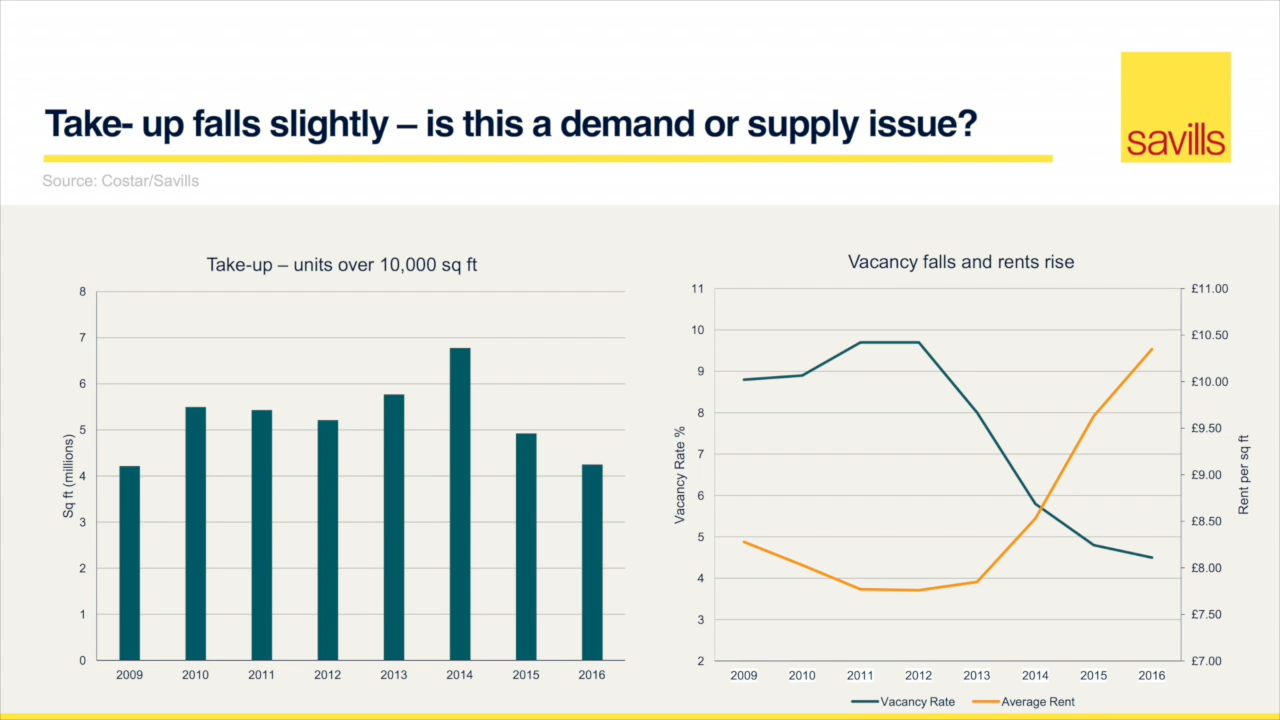 Take- up falls slightly – is this a demand or supply issue?
savills
Source: Costar/Savills
Take-up – units over 10,000 sq ft
8
7
6
5
4
3
2
1
0
Sq ft (millions)
2009 2010 2011 2012 2013 2014 2015 2016
Vacancy falls and rents rise
11
10
9
8
7
6
5
4
3
2
Vacancy Rate %
£11.00
£10.50
£10.00
£9.50
£9.00
£8.50
£8.00
£7.50
£7.00
Rent per sq ft
2009 2010 2011 2012 2013 2014 2015 2016
Vacancy Rate Average Rent